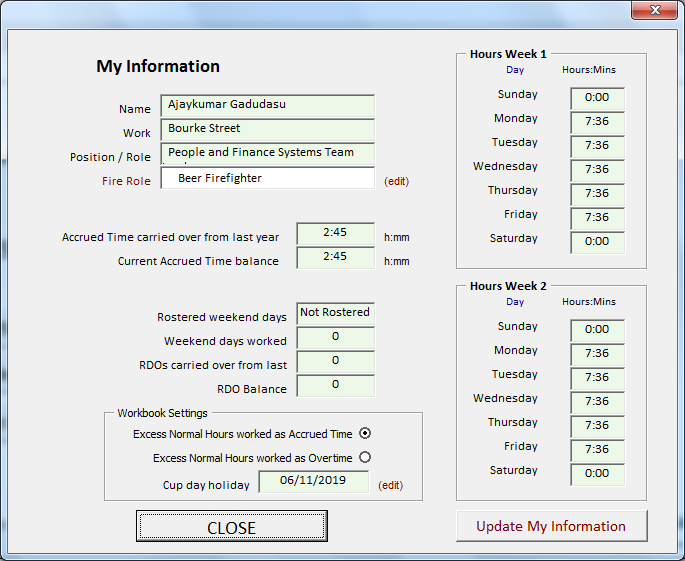 My Information
Name Ajaykumar Gadudasu
Work Bourke Street
Position / Role People and Finance Systems Team
Fire Role Beer Firefighter (edit)
Accrued Time carried over from last year 2:45 h:mm
Current Accrued Time balance 2:45 h:mm
Rostered weekend days Not Rostered
Weekend days worked 0
RDOs carried over from last 0
RDO Balance 0
Workbook Settings
Excess Normal Hours worked as Accrued Time
Excess Normal Hours worked as Overtime
Cup day holiday 06/11/2019 (edit)
CLOSE
Hours Week 1
Day Hours:Mins
Sunday 0:00
Monday 7:36
Tuesday 7:36
Wednesday 7:36
Thursday 7:36
Friday 7:36
Saturday 0:00
Hours Week 2
Day Hours:Mins
Sunday 0:00
Monday 7:36
Tuesday 7:36
Wednesday 7:36
Thursday 7:36
Friday 7:36
Saturday 0:00
Update My Information